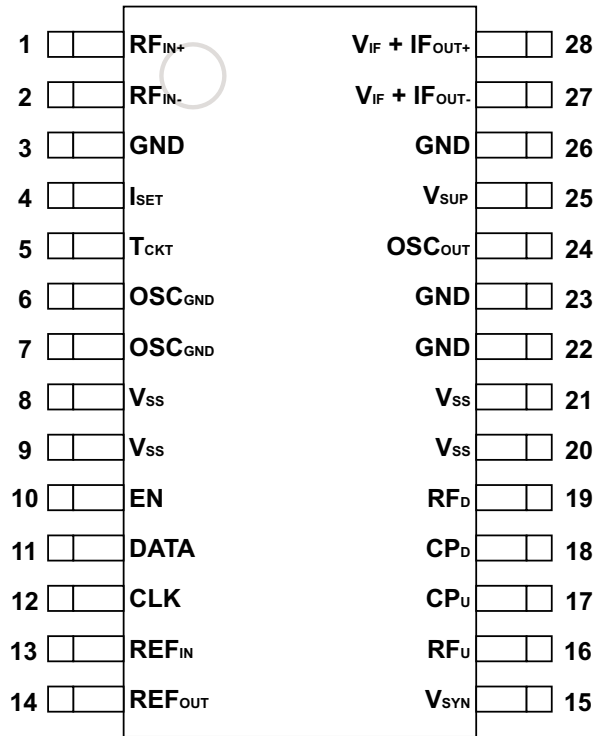 1 RFIN+ VIF + IFOUT+ 28
2 RFIN- VIF + IFOUT- 27
3 GND GND 26
4 ISET VSUP 25
5 TCKT OSCOUT 24
6 OSCGND GND 23
7 OSCGND GND 22
8 VSS VSS 21
9 VSS VSS 20
10 EN RFD 19
11 DATA CPD 18
12 CLK CPU 17
13 REFIN RFU 16
14 REFOUT VSYN 15